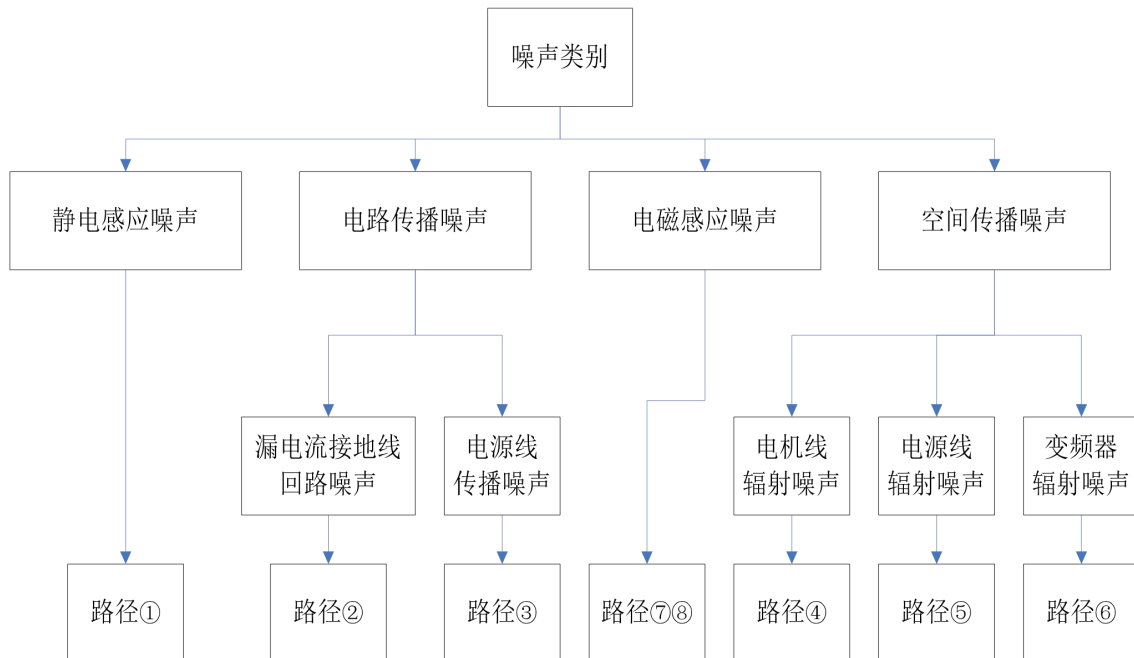 噪声类别
静电感应噪声
电路传播噪声
电磁感应噪声
空间传播噪声
漏电流接地线
回路噪声
电源线
传播噪声
电机线
辐射噪声
电源线
辐射噪声
变频器
辐射噪声
路径①
路径②
路径③
路径⑦⑧
路径④
路径⑤
路径⑥